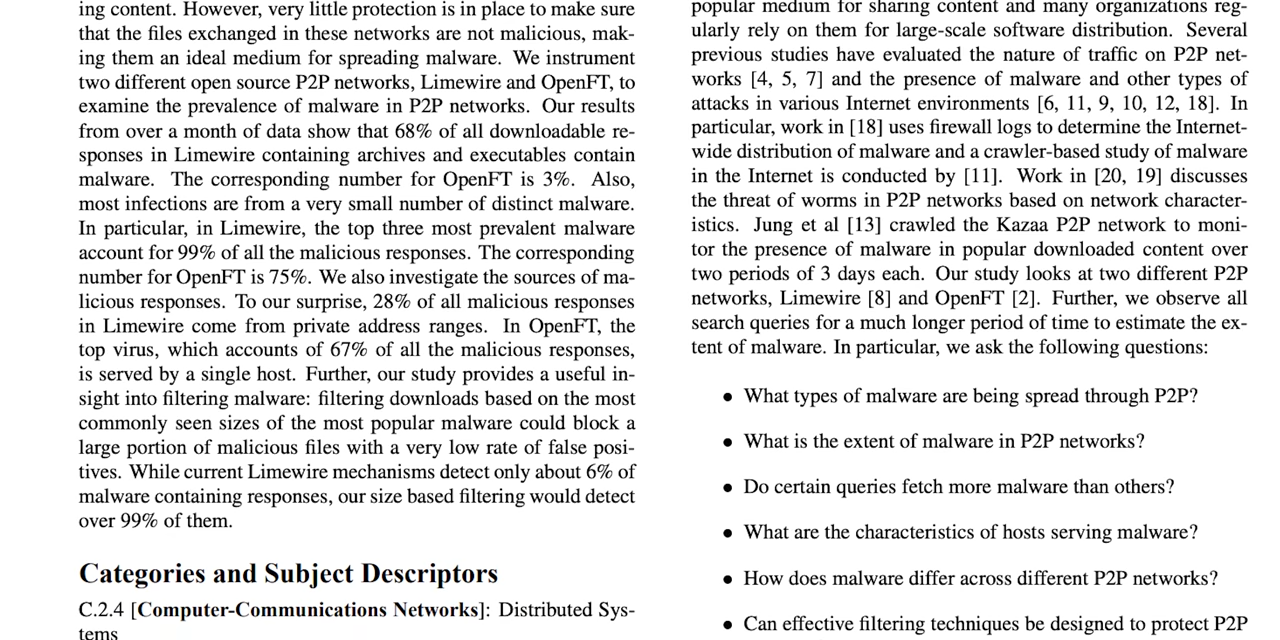 ing content. However, very little protection is in place to make sure
that the files exchanged in these networks are not malicious, mak-
ing them an ideal medium for spreading malware. We instrument
two different open source P2P networks, Limewire and OpenFT, to
examine the prevalence of malware in P2P networks. Our results
from over a month of data show that 68% of all downloadable re-
sponses in Limewire containing archives and executables contain
malware. The corresponding number for OpenFT is 3%. Also,
most infections are from a very small number of distinct malware.
In particular, in Limewire, the top three most prevalent malware
account for 99% of all the malicious responses. The corresponding
number for OpenFT is 75%. We also investigate the sources of ma-
licious responses. To our surprise, 28% of all malicious responses
in Limewire come from private address ranges. In OpenFT, the
top virus, which accounts of 67% of all the malicious responses,
is served by a single host. Further, our study provides a useful in-
sight into filtering malware: filtering downloads based on the most
commonly seen sizes of the most popular malware could block a
large portion of malicious files with a very low rate of false posi-
tives. While current Limewire mechanisms detect only about 6% of
malware containing responses, our size based filtering would detect
over 99% of them.
Categories and Subject Descriptors
C.2.4 [Computer-Communications Networks]: Distributed Sys-
tems
popular medium for sharing content and many organizations reg-
ularly rely on them for large-scale software distribution. Several
previous studies have evaluated the nature of traffic on P2P net-
works [4, 5, 7] and the presence of malware and other types of
attacks in various Internet environments [6, 11, 9, 10, 12, 18]. In
particular, work in [18] uses firewall logs to determine the Internet-
wide distribution of malware and a crawler-based study of malware
in the Internet is conducted by [11]. Work in [20, 19] discusses
the threat of worms in P2P networks based on network character-
istics. Jung et al [13] crawled the Kazaa P2P network to moni-
tor the presence of malware in popular downloaded content over
two periods of 3 days each. Our study looks at two different P2P
networks, Limewire [8] and OpenFT [2]. Further, we observe all
search queries for a much longer period of time to estimate the ex-
tent of malware. In particular, we ask the following questions:
• What types of malware are being spread through P2P?
• What is the extent of malware in P2P networks?
• Do certain queries fetch more malware than others?
• What are the characteristics of hosts serving malware?
• How does malware differ across different P2P networks?
• Can effective filtering techniques be designed to protect P2P